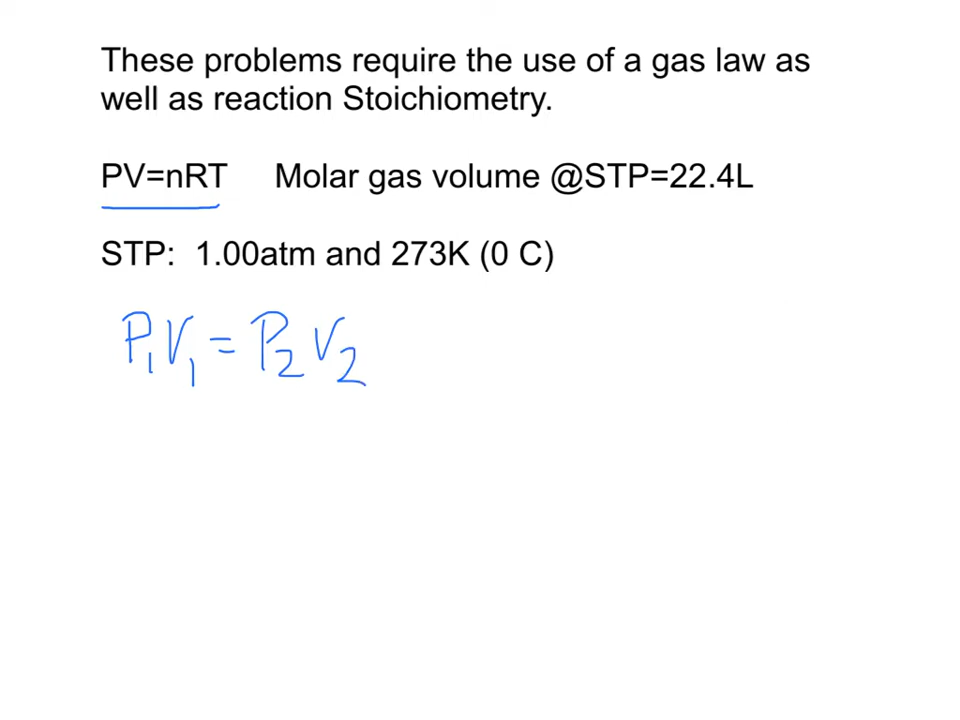 These problems require the use of a gas law as
well as reaction Stoichiometry.
PV=nRT Molar gas volume @STP=22.4L
STP: 1.00atm and 273K (0 C)
P₁V₁ = P₂V₂